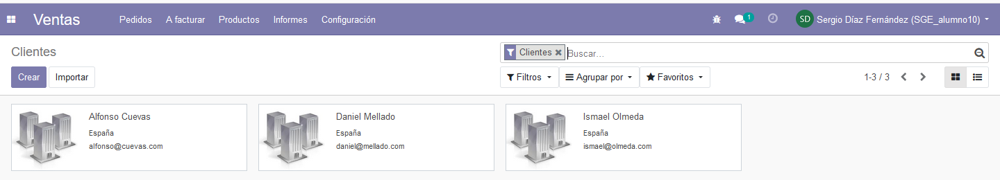 Ventas Pedidos A facturar Productos Informes Configuración 1 SD Sergio Díaz Fernández (SGE_alumno10)
Clientes Clientes Buscar...
Crear Importar Filtros Agrupar por Favoritos 1-3 / 3
Alfonso Cuevas
España
alfonso@cuevas.com
Daniel Mellado
España
daniel@mellado.com
Ismael Olmeda
España
ismael@olmeda.com